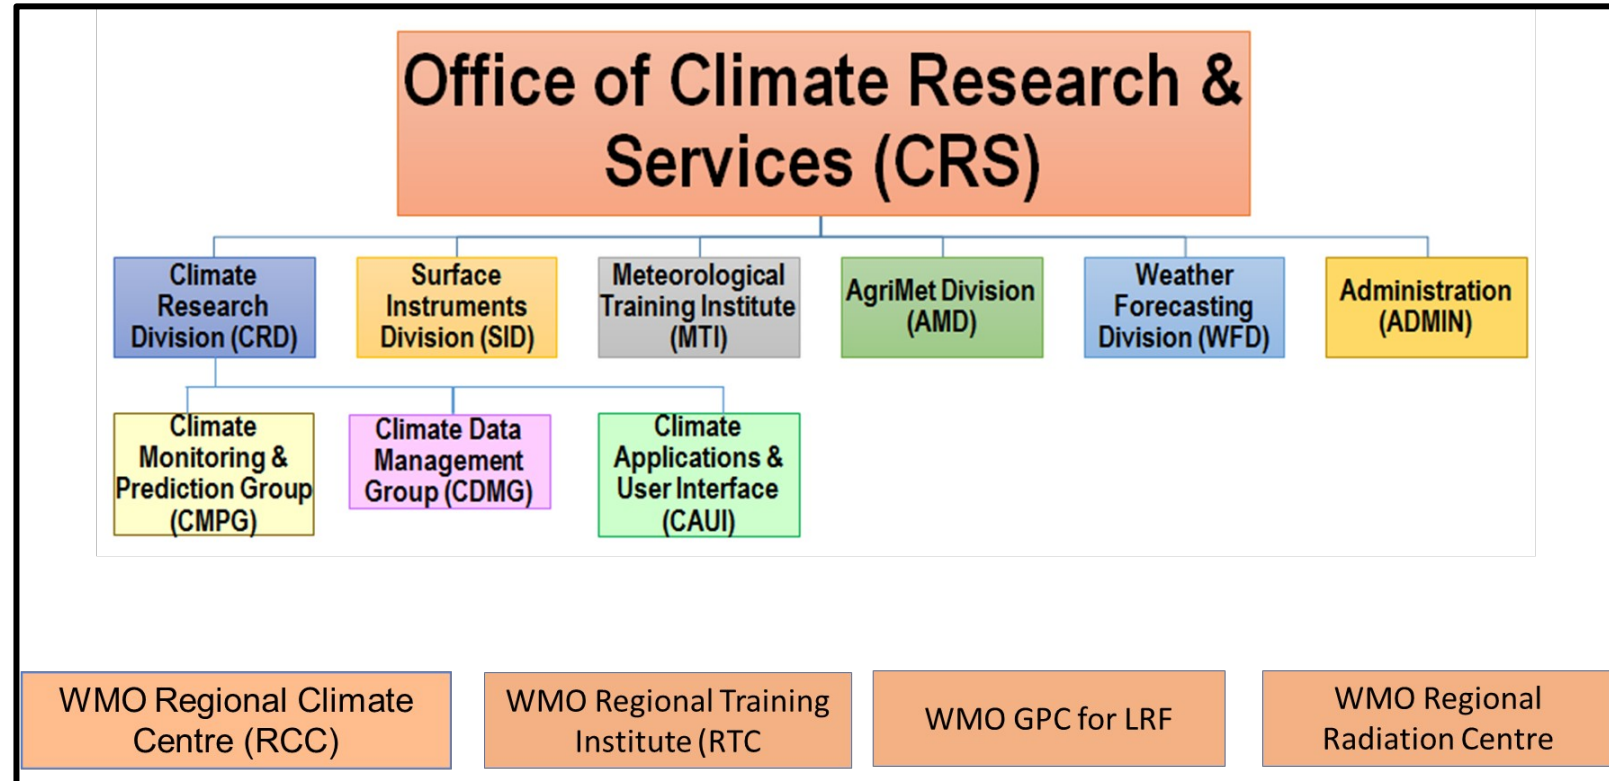 Office of Climate Research &
Services (CRS)
Climate
Research
Division (CRD)
Surface
Instruments
Division (SID)
Meteorological
Training Institute
(MTI)
AgriMet Division
(AMD)
Weather
Forecasting
Division (WFD)
Administration
(ADMIN)
Climate
Monitoring &
Prediction Group
(CMPG)
Climate Data
Management
Group (CDMG)
Climate
Applications &
User Interface
(CAUI)
WMO Regional Climate
Centre (RCC)
WMO Regional Training
Institute (RTC
WMO GPC for LRF
WMO Regional
Radiation Centre